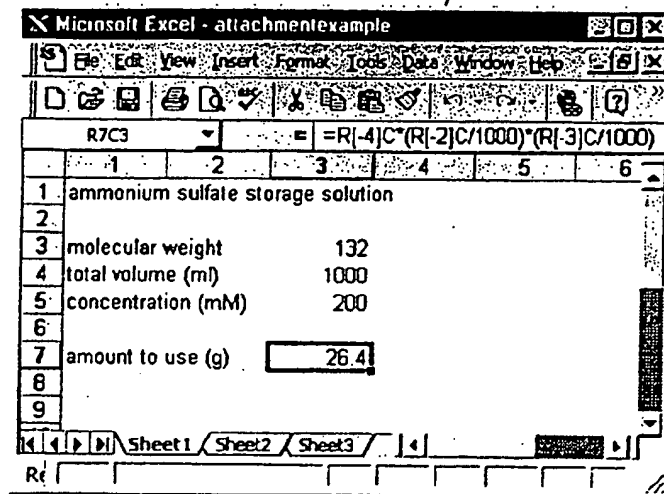 Microsoft Excel - attachmentexample
File Edit View Insert Format Tools Data Window Help
R7C3 = =R[-4]C*(R[-2]C/1000)*(R[-3]C/1000)
1 2 3 4 5 6
1 ammonium sulfate storage solution
2
3 molecular weight 132
4 total volume (ml) 1000
5 concentration (mM) 200
6
7 amount to use (g) 26.4
8
9
Sheet1 Sheet2 Sheet3